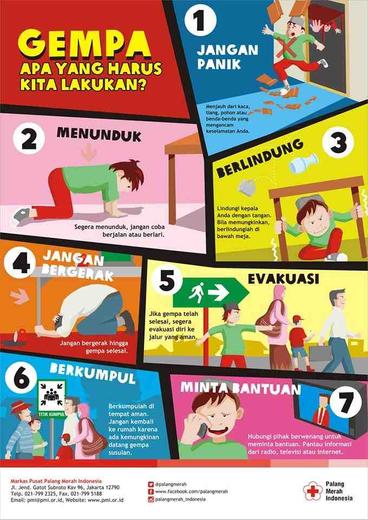 GEMPA
APA YANG HARUS
KITA LAKUKAN?
1
JANGAN
PANIK
Menjauh dari kaca,
tiang, pohon atau
benda-benda yang
mengancam
keselamatan Anda.
2
MENUNDUK
Segera menunduk, jangan coba
berjalan atau berlari.
3
BERLINDUNG
Lindungi kepala
Anda dengan tangan.
Bila memungkinkan,
berlindunglah di
bawah meja.
4
JANGAN
BERGERAK
Jangan bergerak hingga
gempa selesai.
5
EVAKUASI
Jika gempa telah
selesai, segera
evakuasi diri ke
jalur yang aman.
6
BERKUMPUL
TITIK KUMPUL
Berkumpulah di
tempat aman.
Jangan kembali
ke rumah karena
ada kemungkinan
datang gempa
susulan.
7
MINTA BANTUAN
Hubungi pihak berwenang untuk
meminta bantuan. Pantau informasi
dari radio, televisi atau internet.
Markas Pusat Palang Merah Indonesia
Jl. Jend. Gatot Subroto Kav 96, Jakarta 12790
Telp. 021-799 2325, Fax. 021-799 5188
Email: pmi@pmi.or.id, Website: www.pmi.or.id
@palangmerah
www.facebook.com/palangmerah
palangmerah_indonesia
Palang
Merah
Indonesia